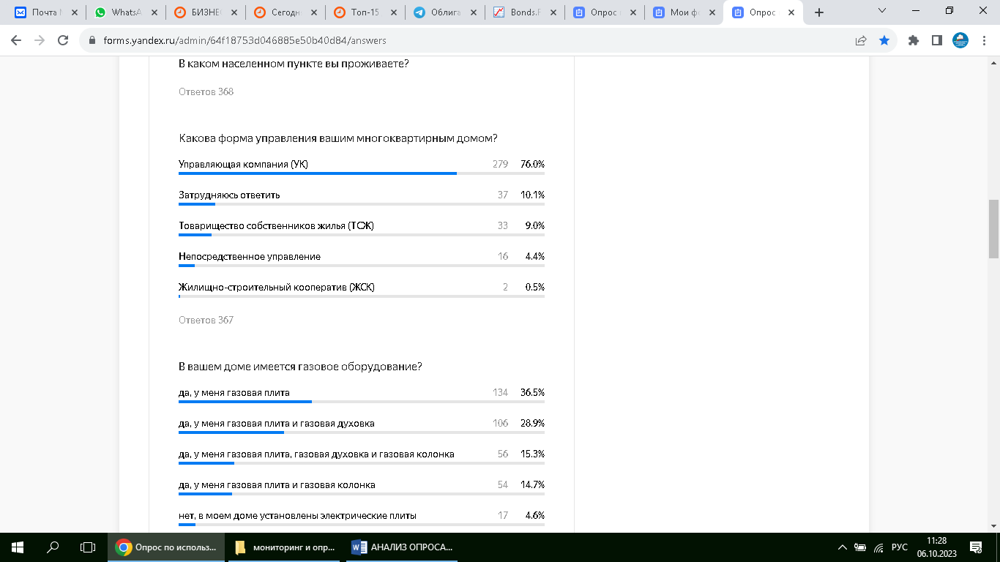 Почта
WhatsA
БИЗНЕ
Сегодн
Топ-15
Облига
Bonds.F
Опрос
Мои ф
Опрос
forms.yandex.ru/admin/64f18753d046885e50b40d84/answers
В каком населенном пункте вы проживаете?
Ответов 368
Какова форма управления вашим многоквартирным домом?
Управляющая компания (УК) 279 76.0%
Затрудняюсь ответить 37 10.1%
Товарищество собственников жилья (ТСЖ) 33 9.0%
Непосредственное управление 16 4.4%
Жилищно-строительный кооператив (ЖСК) 2 0.5%
Ответов 367
В вашем доме имеется газовое оборудование?
да, у меня газовая плита 134 36.5%
да, у меня газовая плита и газовая духовка 106 28.9%
да, у меня газовая плита, газовая духовка и газовая колонка 56 15.3%
да, у меня газовая плита и газовая колонка 54 14.7%
нет, в моем доме установлены электрические плиты 17 4.6%
Опрос по использ...
мониторинг и опр...
АНАЛИЗ ОПРОСА...
РУС
11:28
06.10.2023